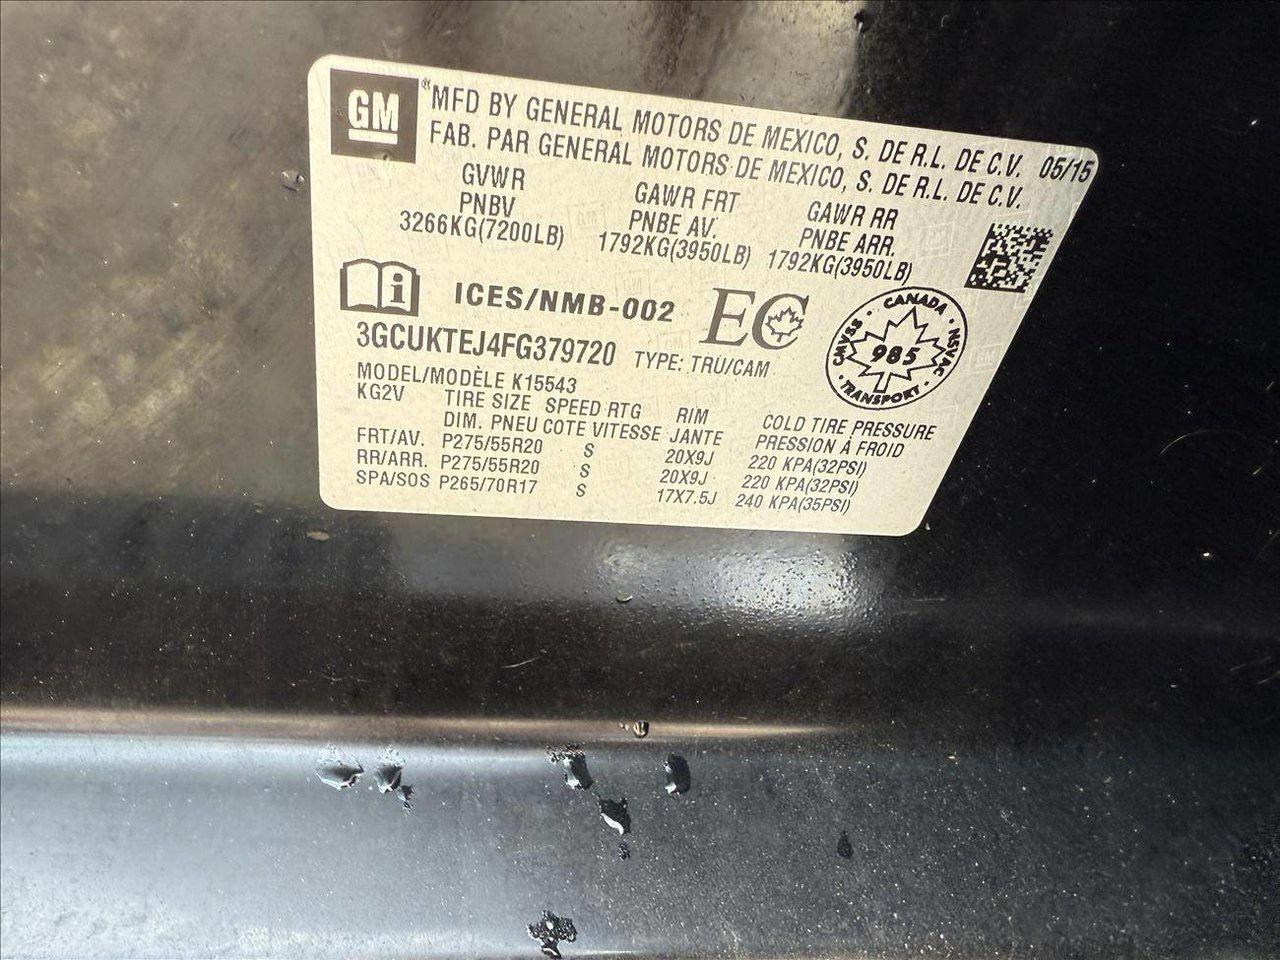 GM
®MFD BY GENERAL MOTORS DE MEXICO, S. DE R.L. DE C.V. 05/15
FAB. PAR GENERAL MOTORS DE MEXICO, S. DE R.L. DE C.V.
GVWR GAWR FRT GAWR RR
PNBV PNBE AV. PNBE ARR.
3266KG(7200LB) 1792KG(3950LB) 1792KG(3950LB)
i ICES/NMB-002 EC
CANADA CMVSS NSVAC 985 TRANSPORT
3GCUKTEJ4FG379720 TYPE: TRU/CAM
MODEL/MODÈLE K15543
KG2V TIRE SIZE SPEED RTG RIM COLD TIRE PRESSURE
DIM. PNEU COTE VITESSE JANTE PRESSION À FROID
FRT/AV. P275/55R20 S 20X9J 220 KPA(32PSI)
RR/ARR. P275/55R20 S 20X9J 220 KPA(32PSI)
SPA/SOS P265/70R17 S 17X7.5J 240 KPA(35PSI)